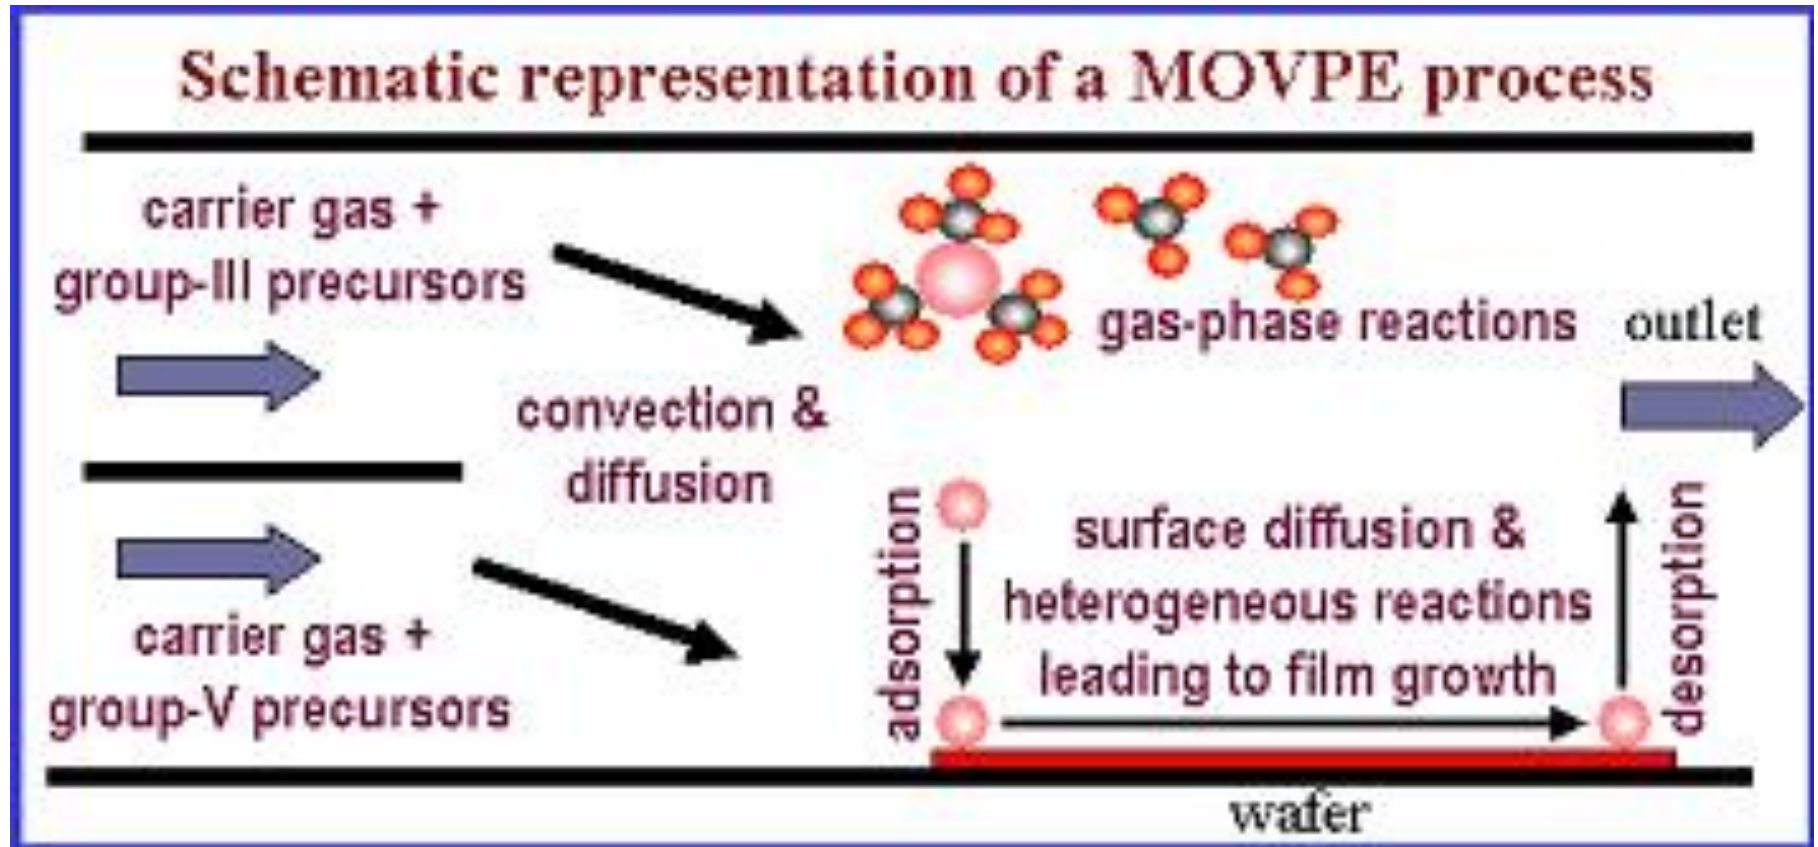 Schematic representation of a MOVPE process
carrier gas +
group-III precursors
convection &
diffusion
carrier gas +
group-V precursors
gas-phase reactions
outlet
adsorption
surface diffusion &
heterogeneous reactions
leading to film growth
desorption
wafer